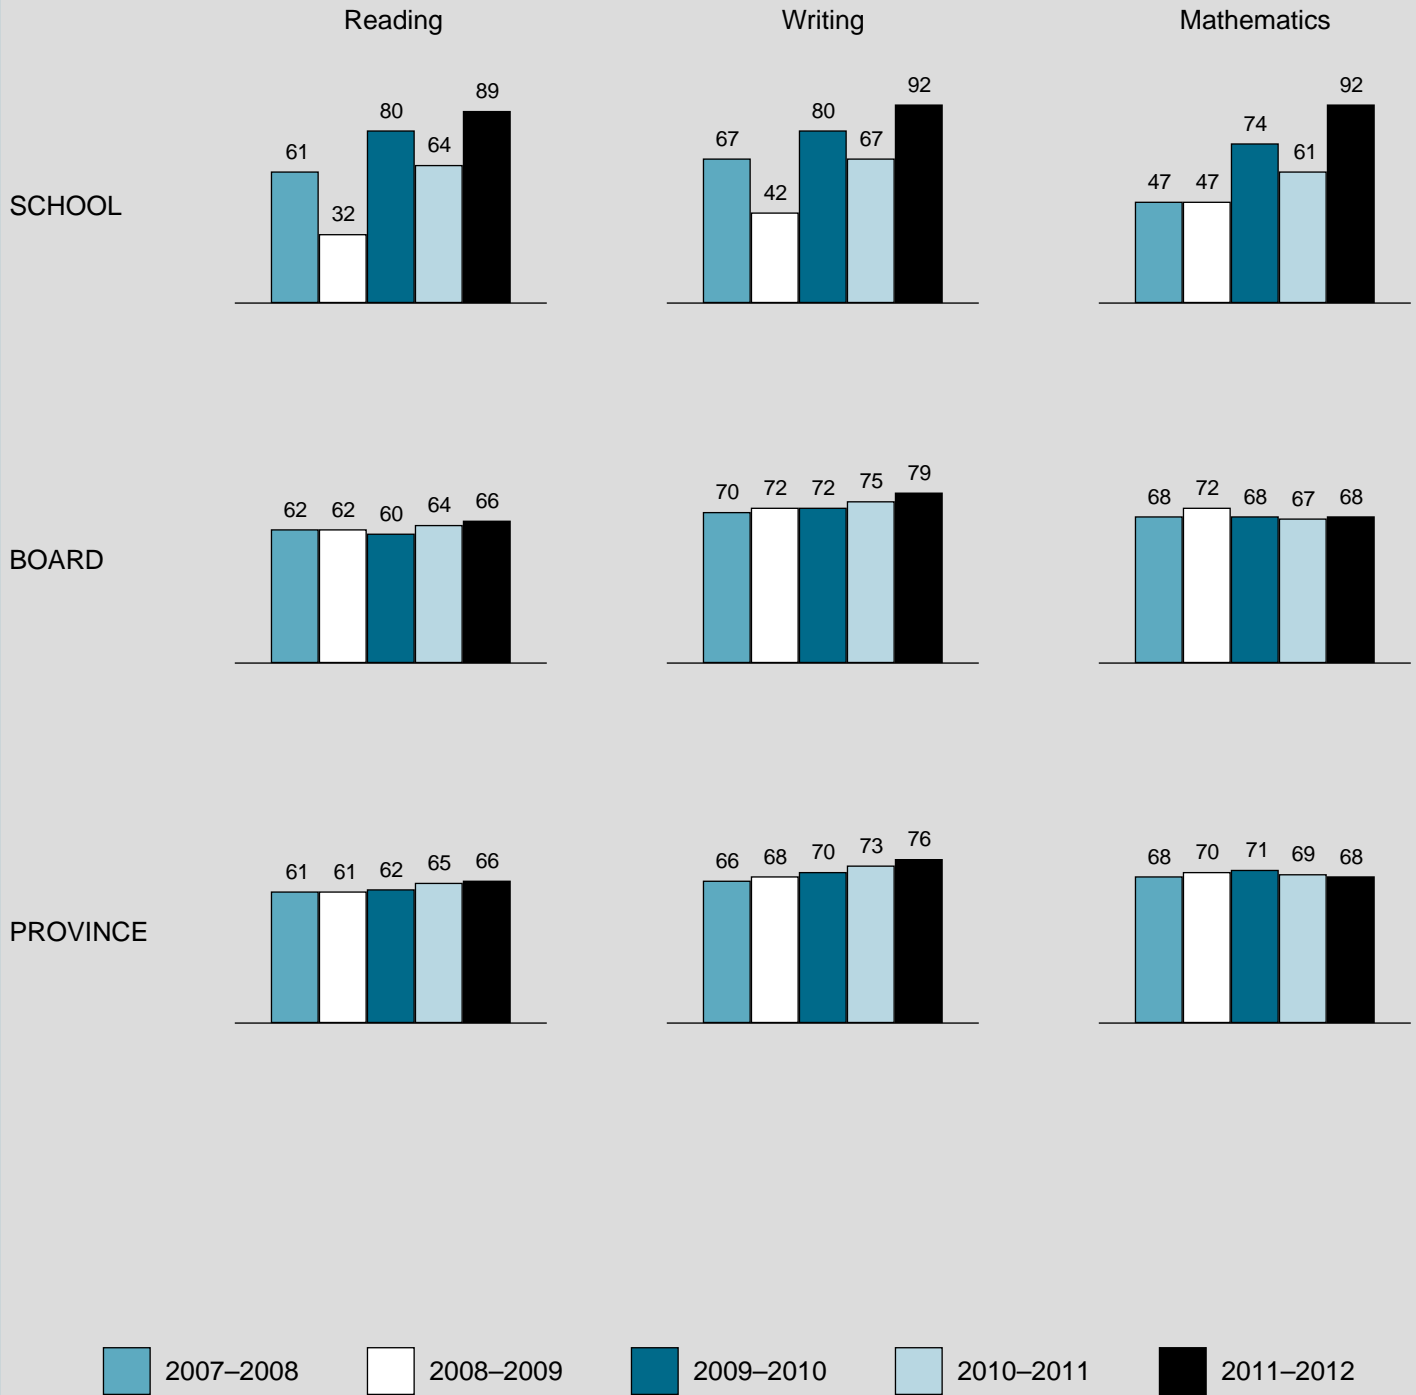 Reading Writing Mathematics
SCHOOL
61 32 80 64 89
67 42 80 67 92
47 47 74 61 92
BOARD
62 62 60 64 66
70 72 72 75 79
68 72 68 67 68
PROVINCE
61 61 62 65 66
66 68 70 73 76
68 70 71 69 68
2007–2008 2008–2009 2009–2010 2010–2011 2011–2012